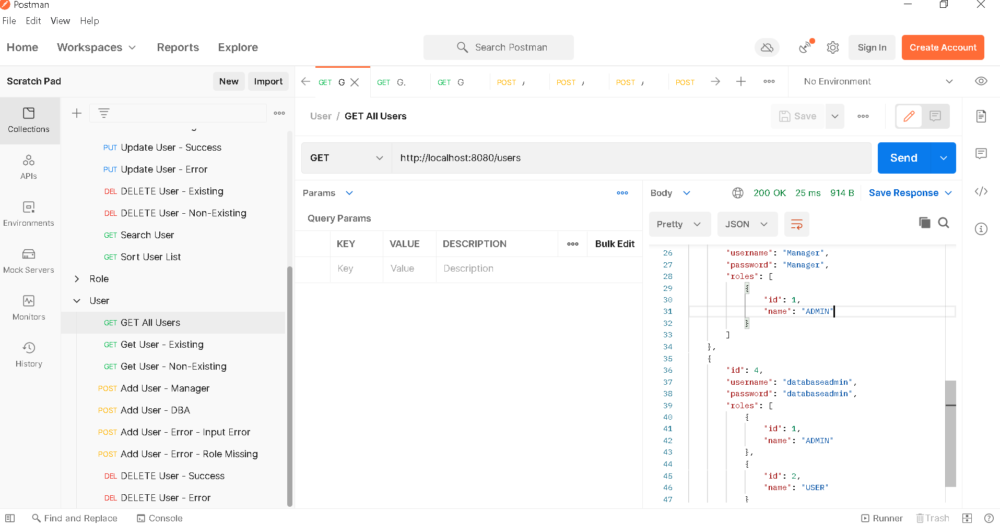 Postman
File Edit View Help
Home Workspaces Reports Explore Search Postman Sign In Create Account
Scratch Pad New Import GET G GET G. GET G POST POST POST POST No Environment
Collections
APIs
Environments
Mock Servers
Monitors
History
PUT Update User - Success
PUT Update User - Error
DEL DELETE User - Existing
DEL DELETE User - Non-Existing
GET Search User
GET Sort User List
Role
User
GET GET All Users
GET Get User - Existing
GET Get User - Non-Existing
POST Add User - Manager
POST Add User - DBA
POST Add User - Error - Input Error
POST Add User - Error - Role Missing
DEL DELETE User - Success
DEL DELETE User - Error
User / GET All Users Save
GET http://localhost:8080/users Send
Params
Query Params
KEY VALUE DESCRIPTION Bulk Edit
Key Value Description
Body 200 OK 25 ms 914 B Save Response
Pretty JSON
26 "username": "Manager",
27 "password": "Manager",
28 "roles": [
29 {
30 "id": 1,
31 "name": "ADMIN"
32 }
33 ]
34 },
35 {
36 "id": 4,
37 "username": "databaseadmin",
38 "password": "databaseadmin",
39 "roles": [
40 {
41 "id": 1,
42 "name": "ADMIN"
43 },
44 {
45 "id": 2,
46 "name": "USER"
47 }
Find and Replace Console Runner Trash